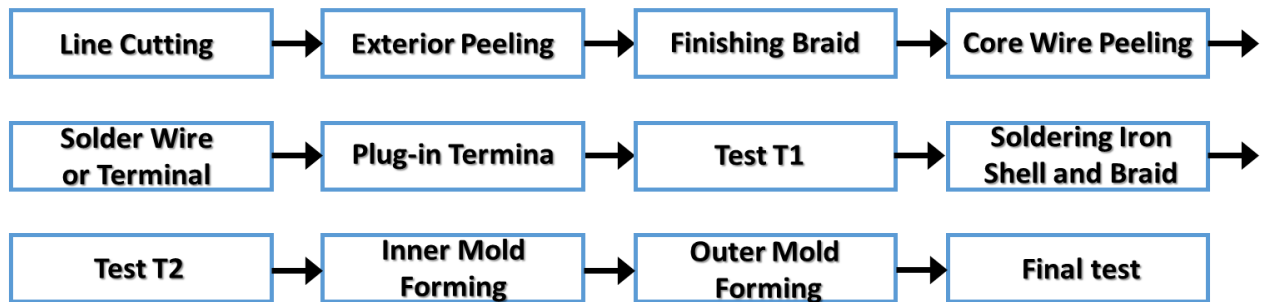 Line Cutting
Exterior Peeling
Finishing Braid
Core Wire Peeling
Solder Wire
or Terminal
Plug-in Termina
Test T1
Soldering Iron
Shell and Braid
Test T2
Inner Mold
Forming
Outer Mold
Forming
Final test